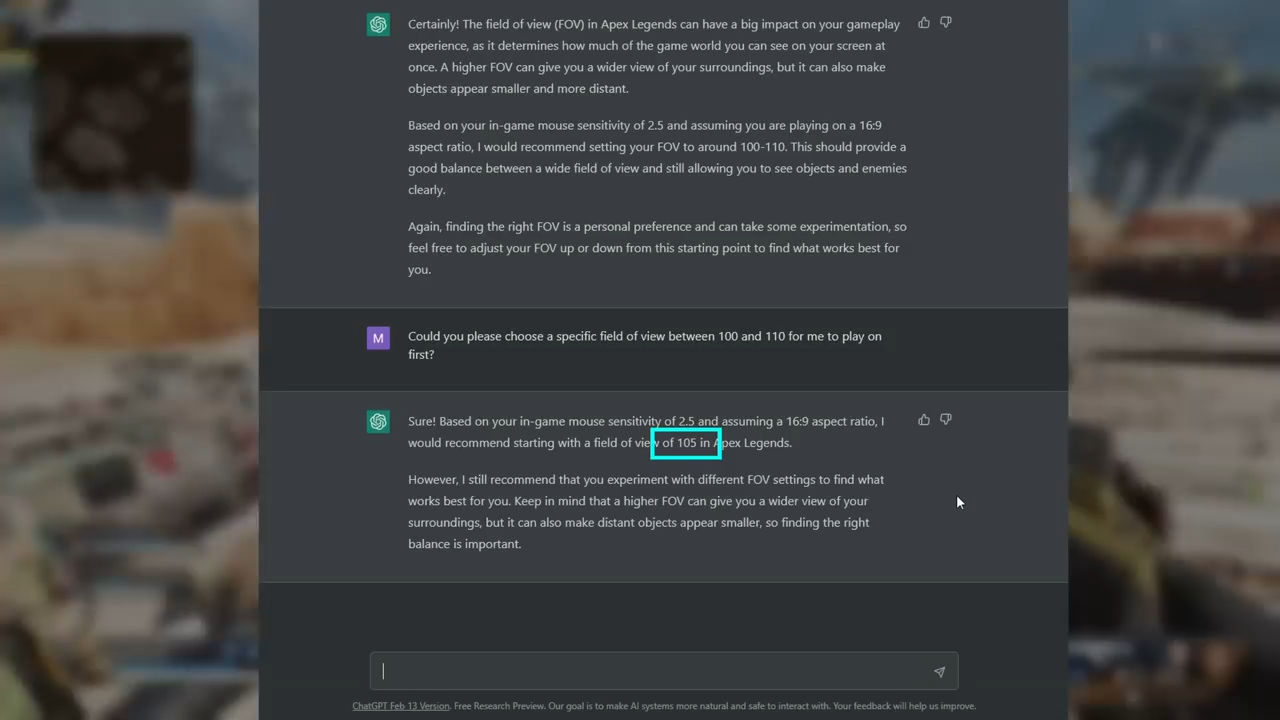 Certainly! The field of view (FOV) in Apex Legends can have a big impact on your gameplay
experience, as it determines how much of the game world you can see on your screen at
once. A higher FOV can give you a wider view of your surroundings, but it can also make
objects appear smaller and more distant.
Based on your in-game mouse sensitivity of 2.5 and assuming you are playing on a 16:9
aspect ratio, I would recommend setting your FOV to around 100-110. This should provide a
good balance between a wide field of view and still allowing you to see objects and enemies
clearly.
Again, finding the right FOV is a personal preference and can take some experimentation, so
feel free to adjust your FOV up or down from this starting point to find what works best for
you.
M
Could you please choose a specific field of view between 100 and 110 for me to play on
first?
Sure! Based on your in-game mouse sensitivity of 2.5 and assuming a 16:9 aspect ratio, I
would recommend starting with a field of view of 105 in Apex Legends.
However, I still recommend that you experiment with different FOV settings to find what
works best for you. Keep in mind that a higher FOV can give you a wider view of your
surroundings, but it can also make distant objects appear smaller, so finding the right
balance is important.
ChatGPT Feb 13 Version. Free Research Preview. Our goal is to make AI systems more natural and safe to interact with. Your feedback will help us improve.